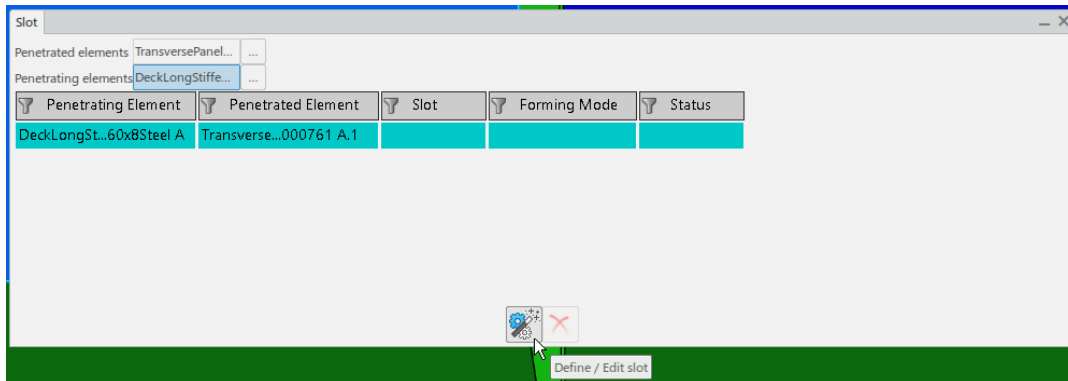 Slot
Penetrated elements TransversePanel... ...
Penetrating elements DeckLongStiffe... ...
Penetrating Element Penetrated Element Slot Forming Mode Status
DeckLongSt...60x8Steel A Transverse...000761 A.1
Define / Edit slot